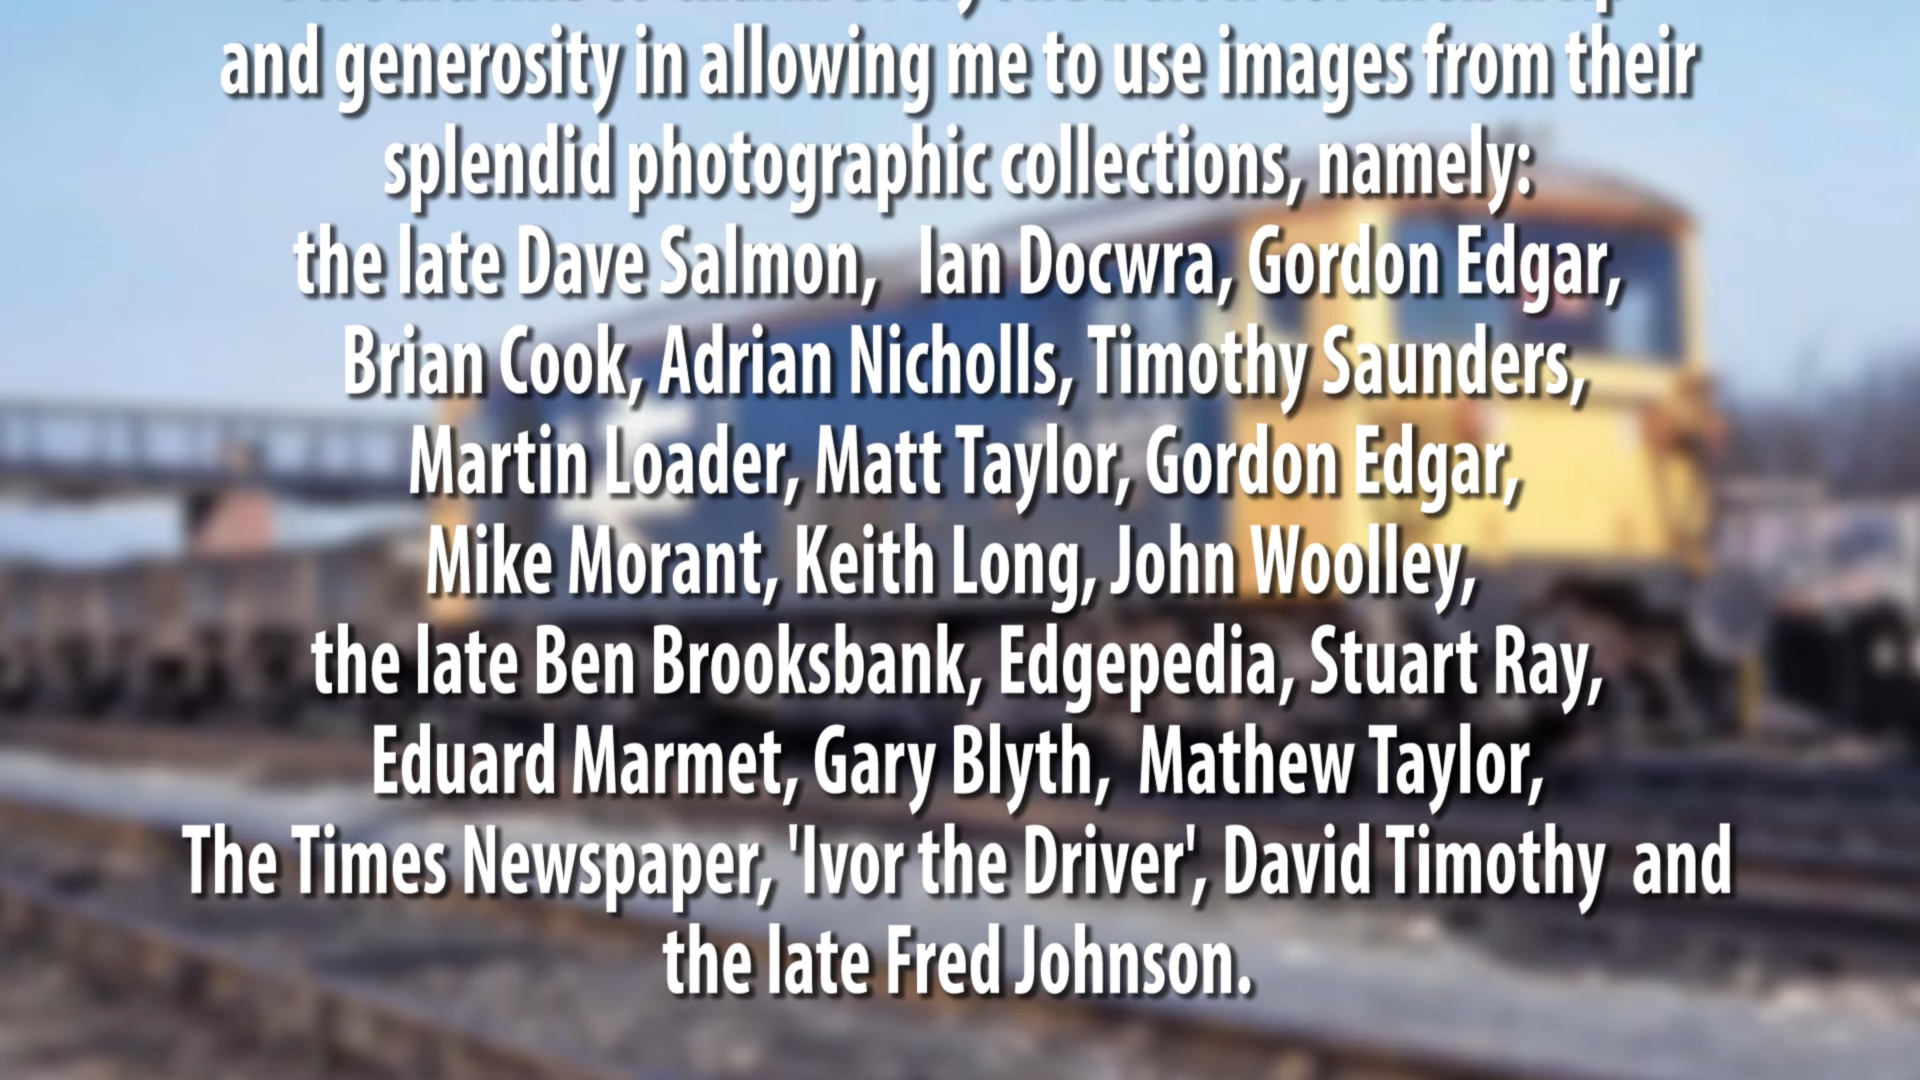 and generosity in allowing me to use images from their
splendid photographic collections, namely:
the late Dave Salmon, Ian Docwra, Gordon Edgar,
Brian Cook, Adrian Nicholls, Timothy Saunders,
Martin Loader, Matt Taylor, Gordon Edgar,
Mike Morant, Keith Long, John Woolley,
the late Ben Brooksbank, Edgepedia, Stuart Ray,
Eduard Marmet, Gary Blyth, Mathew Taylor,
The Times Newspaper, 'Ivor the Driver', David Timothy and
the late Fred Johnson.